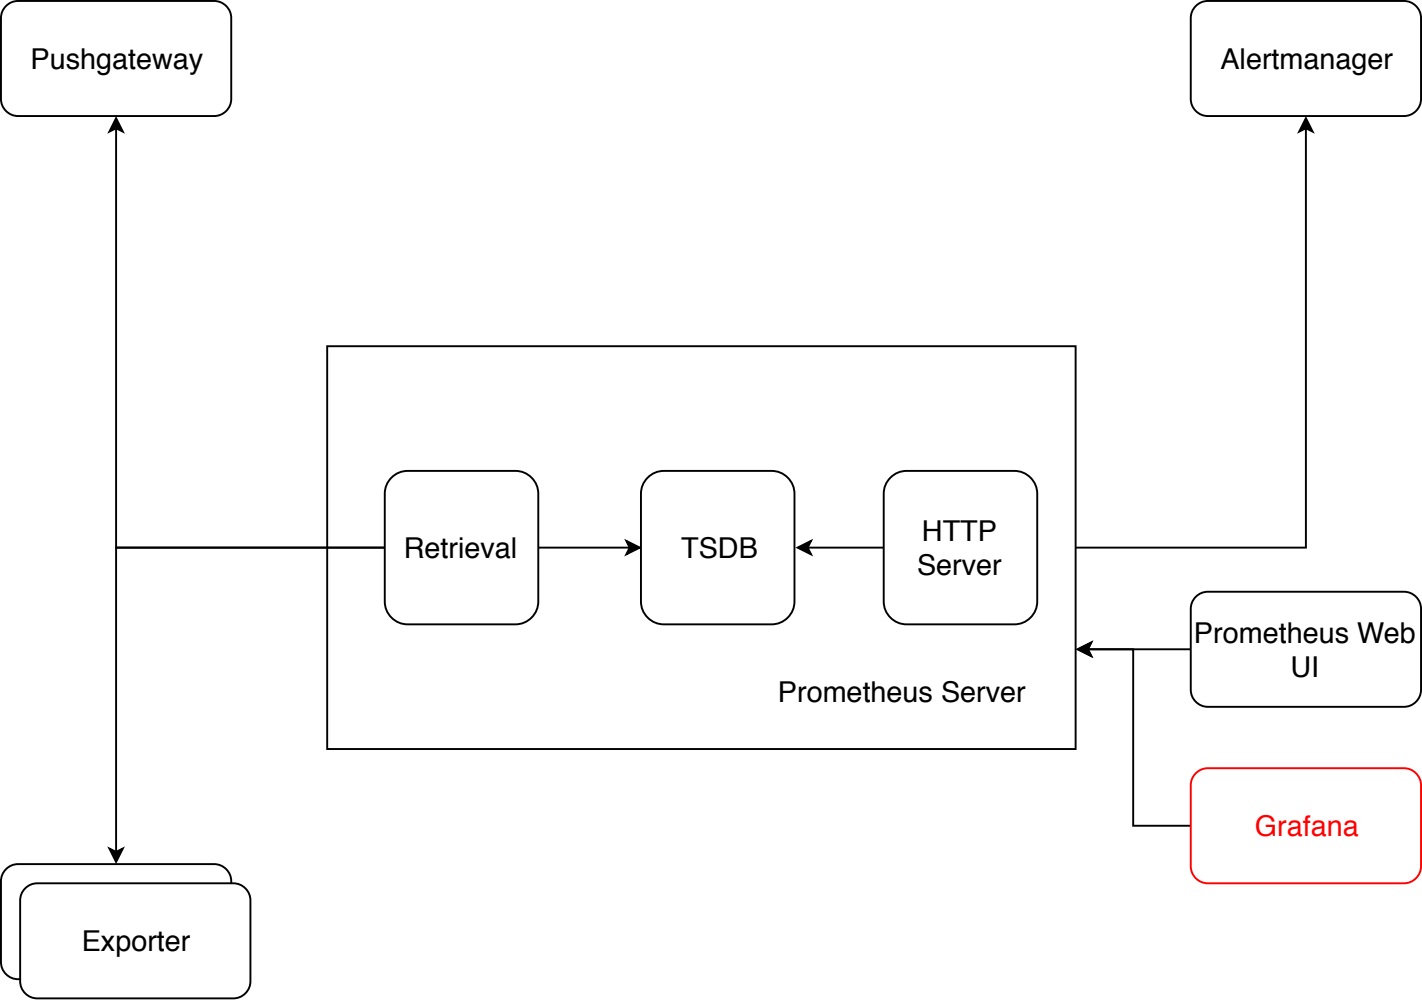 Pushgateway
Alertmanager
Retrieval
TSDB
HTTP
Server
Prometheus Server
Prometheus Web
UI
Grafana
Exporter